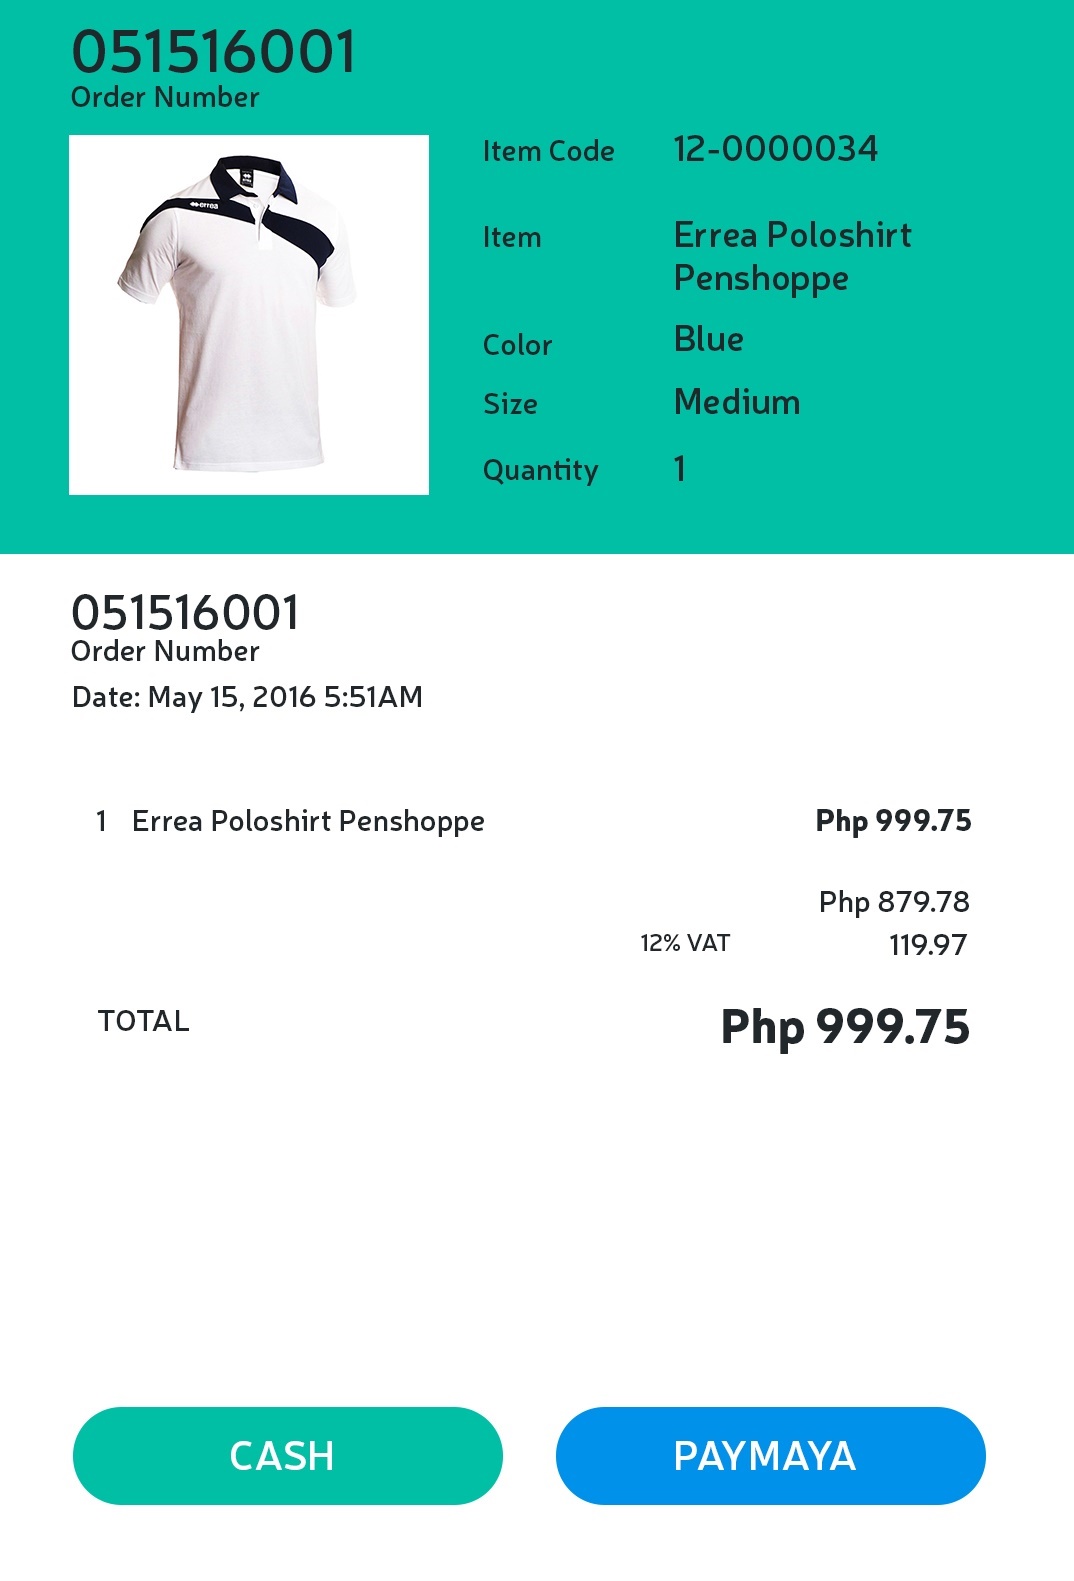 051516001
Order Number
errea
Item Code 12-0000034
Item Errea Poloshirt
Penshoppe
Color Blue
Size Medium
Quantity 1
051516001
Order Number
Date: May 15, 2016 5:51AM
1 Errea Poloshirt Penshoppe Php 999.75
Php 879.78
12% VAT 119.97
TOTAL Php 999.75
CASH PAYMAYA